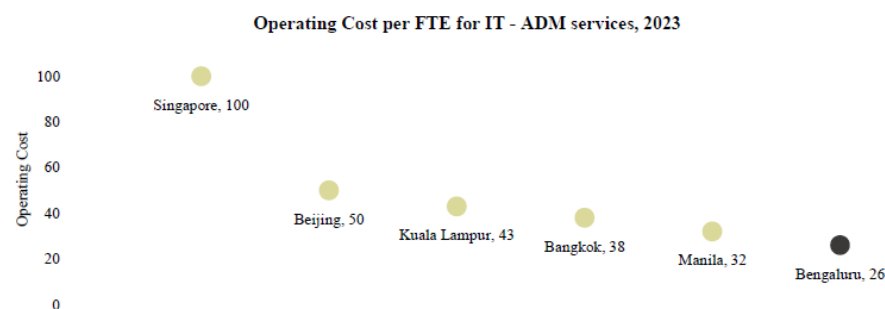 Operating Cost per FTE for IT - ADM services, 2023
100
80
60
40
20
0
Operating Cost
Singapore, 100
Beijing, 50
Kuala Lampur, 43
Bangkok, 38
Manila, 32
Bengaluru, 26